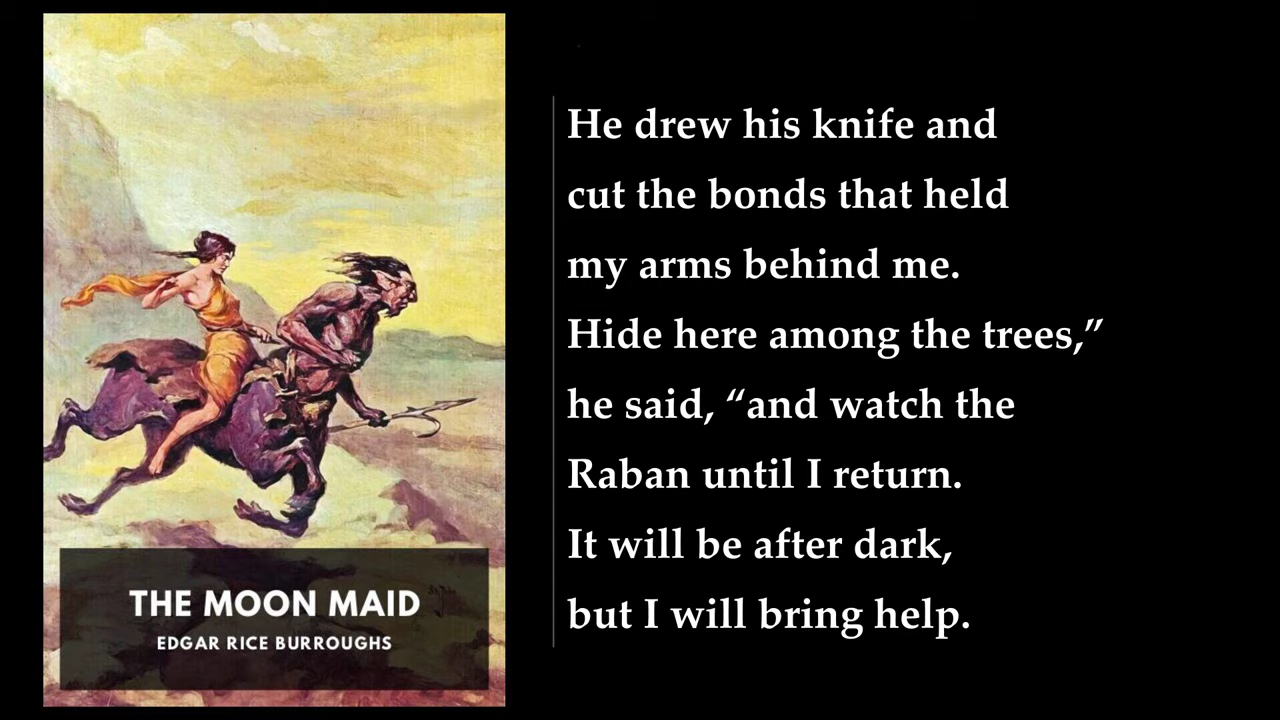 THE MOON MAID
EDGAR RICE BURROUGHS
He drew his knife and
cut the bonds that held
my arms behind me.
Hide here among the trees,”
he said, “and watch the
Raban until I return.
It will be after dark,
but I will bring help.